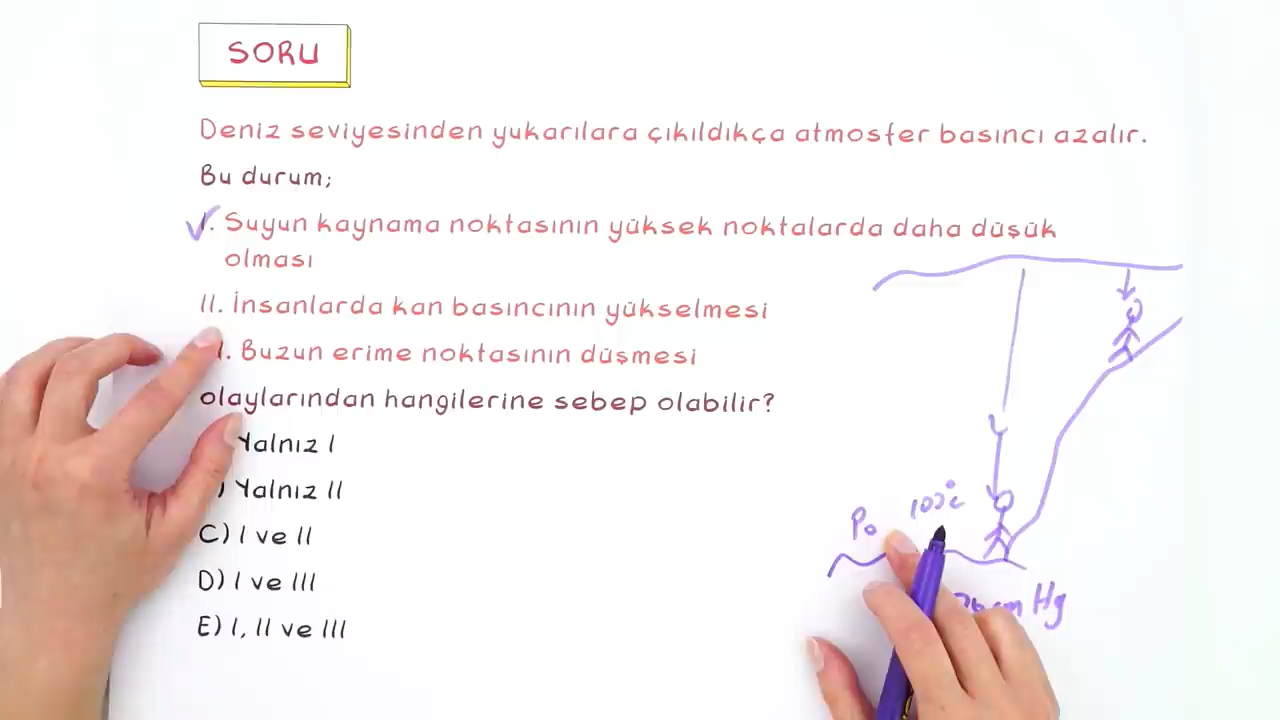 SORU
Deniz seviyesinden yukarılara çıkıldıkça atmosfer basıncı azalır.
Bu durum;
I. Suyun kaynama noktasının yüksek noktalarda daha düşük
olması
II. İnsanlarda kan basıncının yükselmesi
I. Buzun erime noktasının düşmesi
olaylarından hangilerine sebep olabilir?
Yalnız I
) Yalnız II
C) I ve II
D) I ve III
E) I, II ve III
P₀ 100°C
76 cm Hg